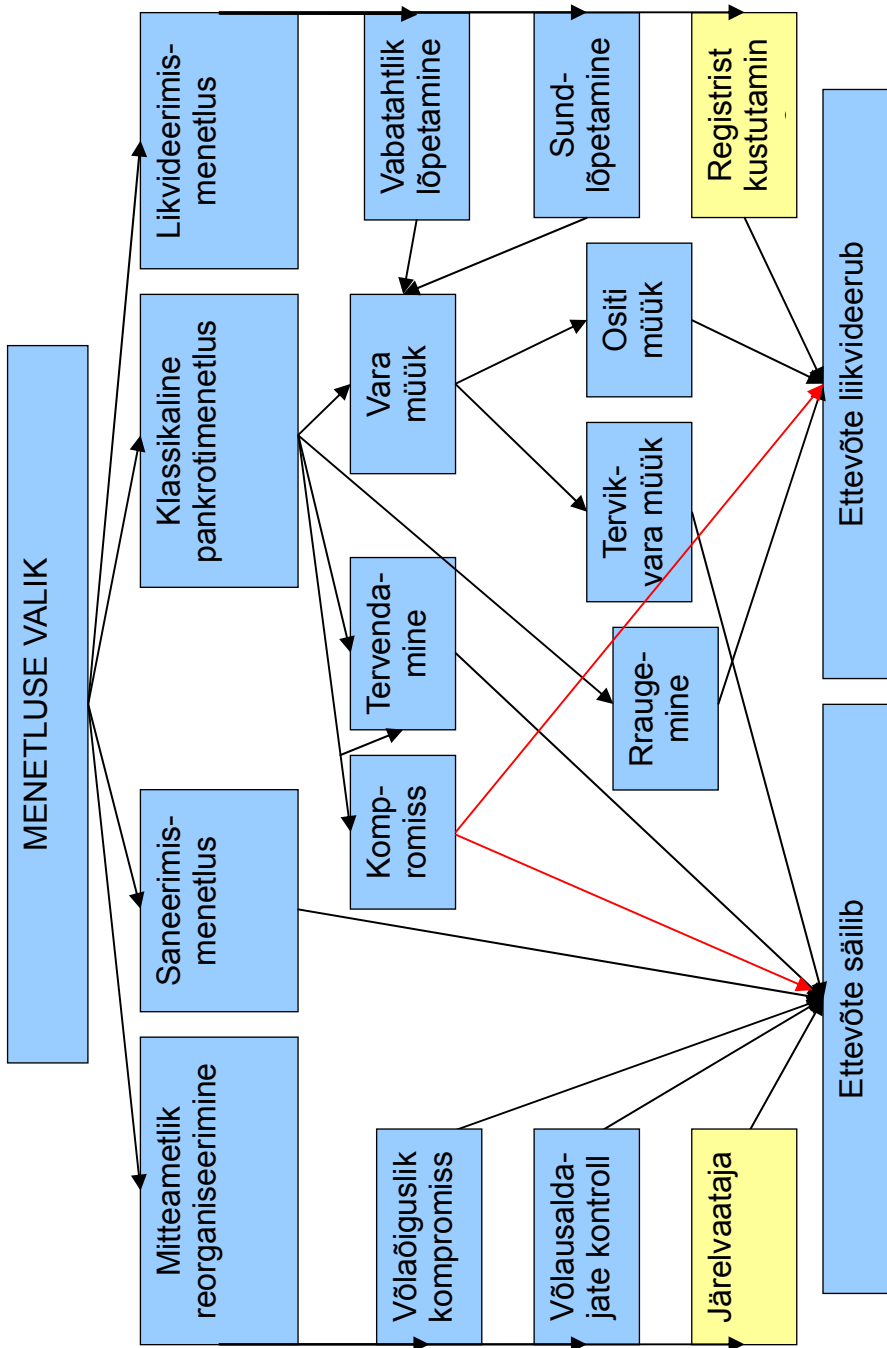 MENETLUSE VALIK
Mitteametlik
reorganiseerimine
Saneerimis-
menetlus
Klassikaline
pankrotimenetlus
Likvideerimis-
menetlus
Võlaõiguslik
kompromiss
Komp-
romiss
Tervenda-
mine
Vara
müük
Vabatahtlik
lõpetamine
Võlausalda-
jate kontroll
Sund-
lõpetamine
Rrauge-
mine
Tervik-
vara müük
Ositi
müük
Järelvaataja
Registrist
kustutamin
Ettevõte säilib
Ettevõte liikvideerub